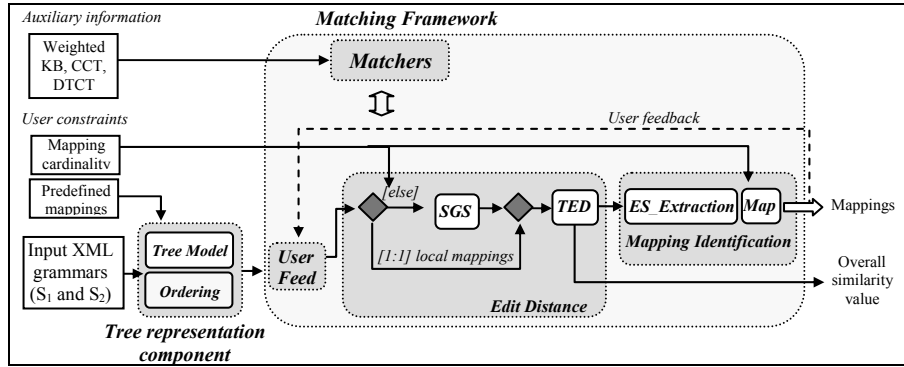 Auxiliary information
Matching Framework
Weighted
KB, CCT,
DTCT
Matchers
User constraints
User feedback
Mapping
cardinality
Predefined
mappings
[else]
SGS
TED
ES_Extraction
Map
Mappings
Mapping Identification
Input XML
grammars
(S₁ and S₂)
Tree Model
Ordering
User
Feed
[1:1] local mappings
Edit Distance
Overall
similarity
value
Tree representation
component